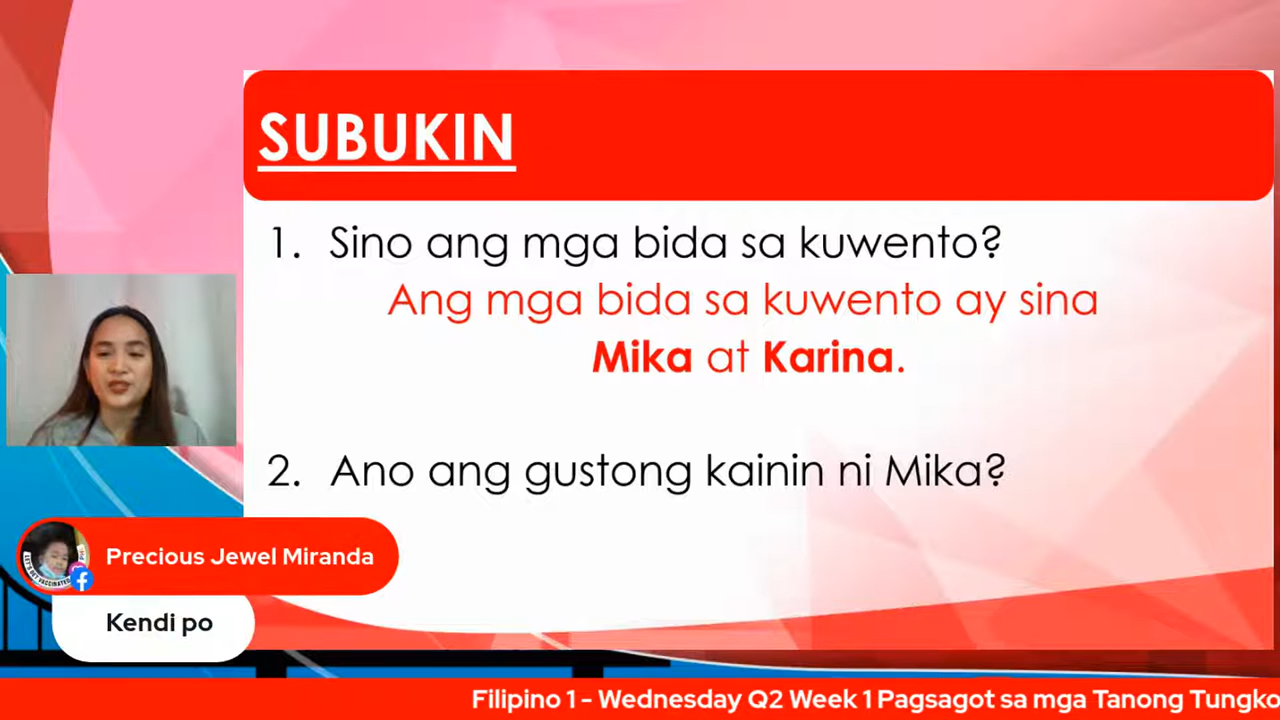 SUBUKIN
1. Sino ang mga bida sa kuwento?
Ang mga bida sa kuwento ay sina
Mika at Karina.
2. Ano ang gustong kainin ni Mika?
Precious Jewel Miranda
Kendi po
Filipino 1 - Wednesday Q2 Week 1 Pagsagot sa mga Tanong Tungko